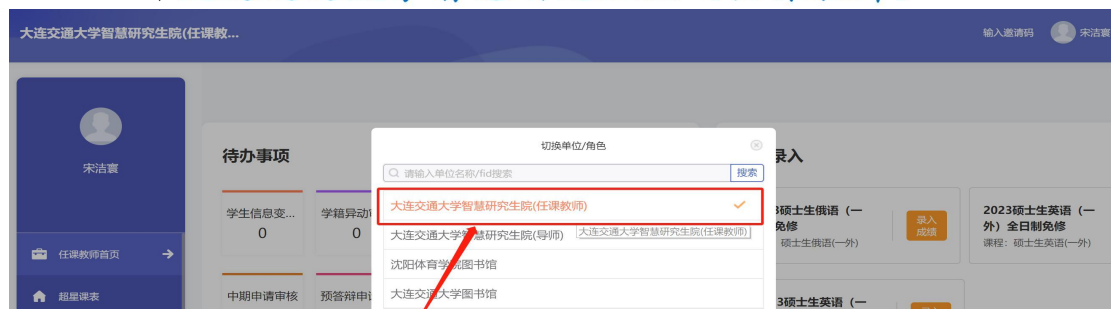 大连交通大学智慧研究生院(任课教...
输入邀请码
宋洁寰
宋洁寰
任课教师首页
超星课表
待办事项
学生信息变...
0
学籍异动
0
中期申请审核
预答辩申
切换单位/角色
请输入单位名称/fid搜索
搜索
大连交通大学智慧研究生院(任课教师)
大连交通大学智慧研究生院(导师)
大连交通大学智慧研究生院(任课教师)
沈阳体育学院图书馆
大连交通大学图书馆
录入
硕士生俄语（一
免修
硕士生俄语(一外)
录入
成绩
2023硕士生英语（一
外）全日制免修
课程：硕士生英语(一外)
3硕士生英语（一